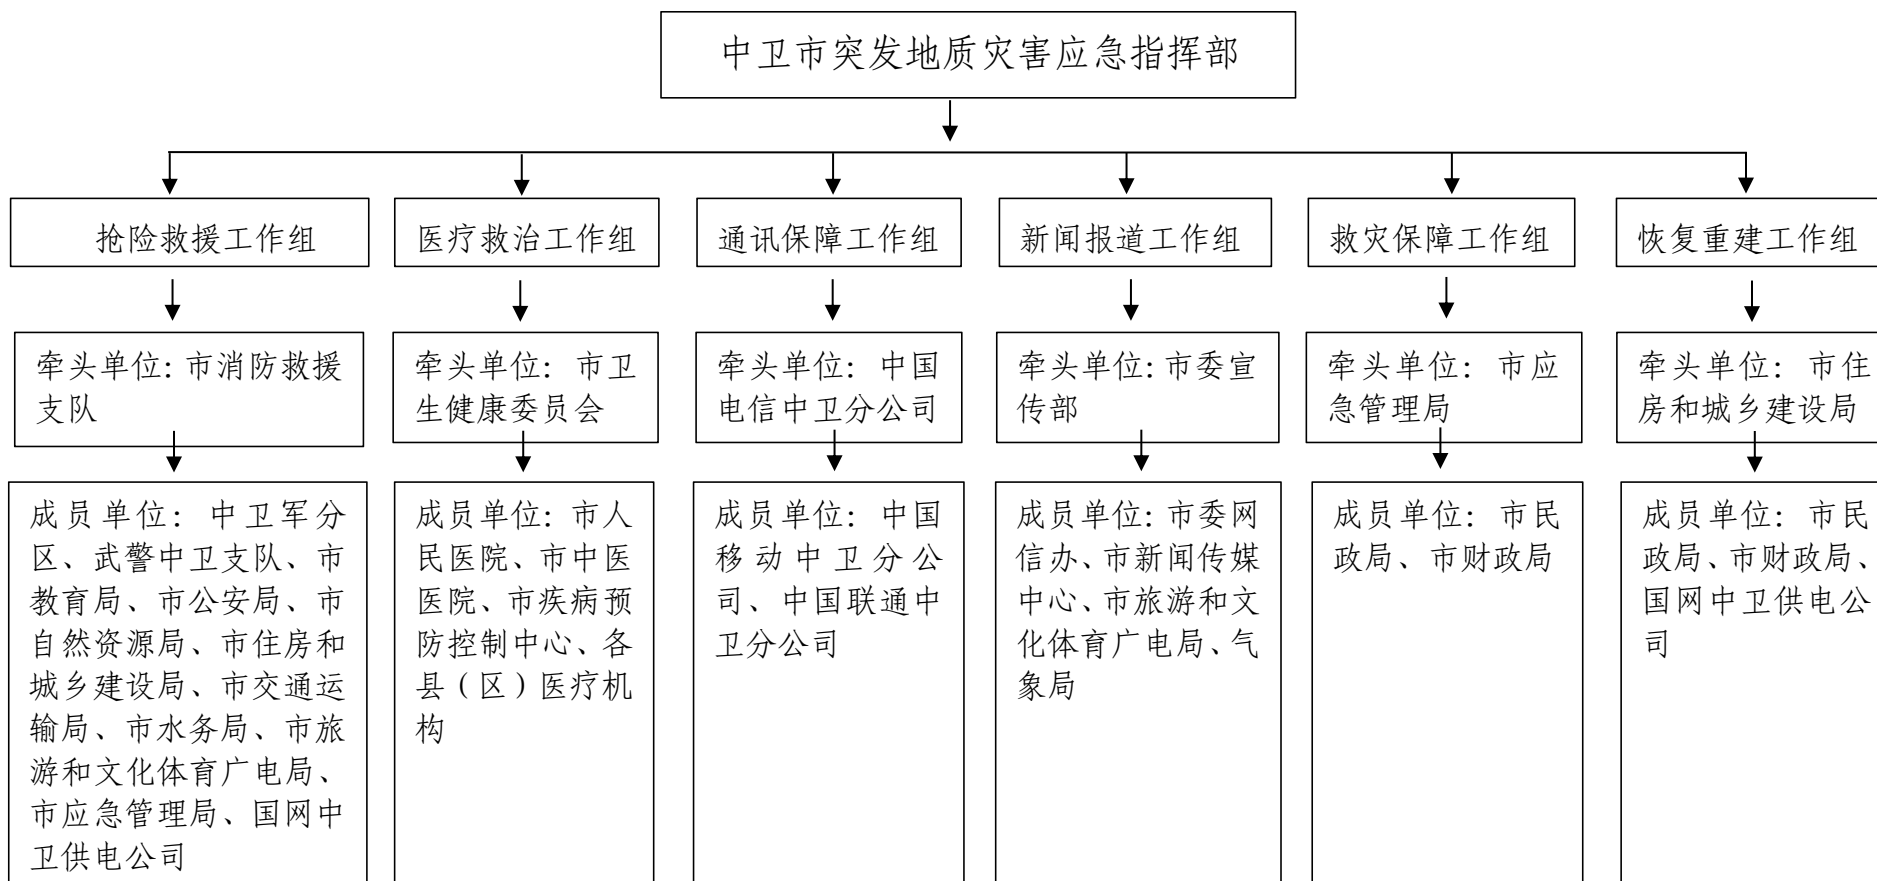 中卫市突发地质灾害应急指挥部
抢险救援工作组
医疗救治工作组
通讯保障工作组
新闻报道工作组
救灾保障工作组
恢复重建工作组
牵头单位：市消防救援
支队
牵头单位：市卫
生健康委员会
牵头单位：中国
电信中卫分公司
牵头单位：市委宣
传部
牵头单位：市应
急管理局
牵头单位：市住
房和城乡建设局
成员单位：中卫军分
区、武警中卫支队、市
教育局、市公安局、市
自然资源局、市住房和
城乡建设局、市交通运
输局、市水务局、市旅
游和文化体育广电局、
市应急管理局、国网中
卫供电公司
成员单位：市人
民医院、市中医
医院、市疾病预
防控制中心、各
县（区）医疗机
构
成员单位：中国
移动中卫分公
司、中国联通中
卫分公司
成员单位：市委网
信办、市新闻传媒
中心、市旅游和文
化体育广电局、气
象局
成员单位：市民
政局、市财政局
成员单位：市民
政局、市财政局、
国网中卫供电公
司